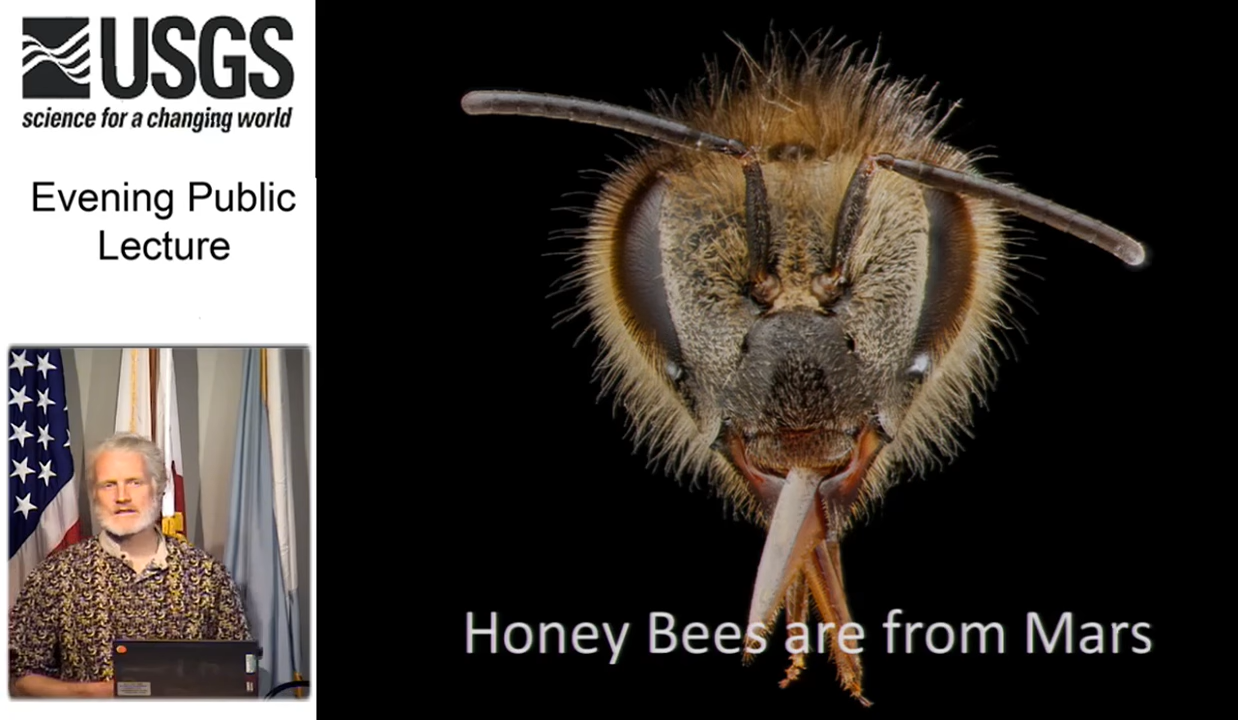 USGS
science for a changing world
Evening Public
Lecture
Honey Bees are from Mars